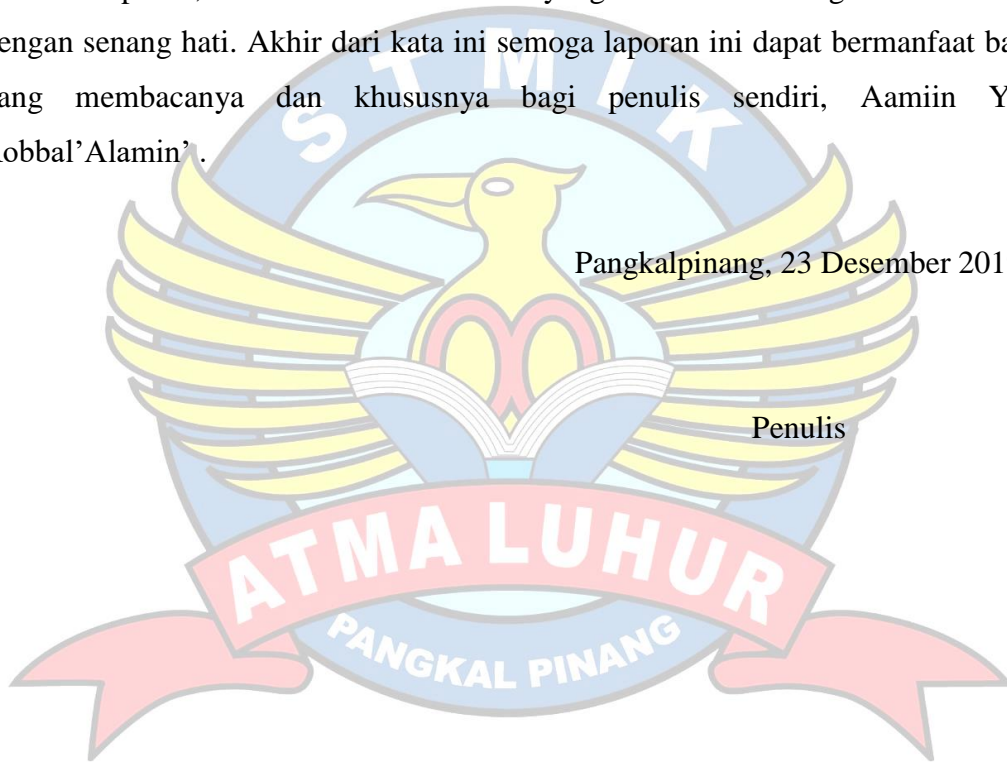 engan senang hati. Akhir dari kata ini semoga laporan ini dapat bermanfaat ba
ang membacanya dan khususnya bagi penulis sendiri, Aamiin Y
obbal'Alamin' .
Pangkalpinang, 23 Desember 201
Penulis
STMIK
ATMA LUHUR
PANGKAL PINANG